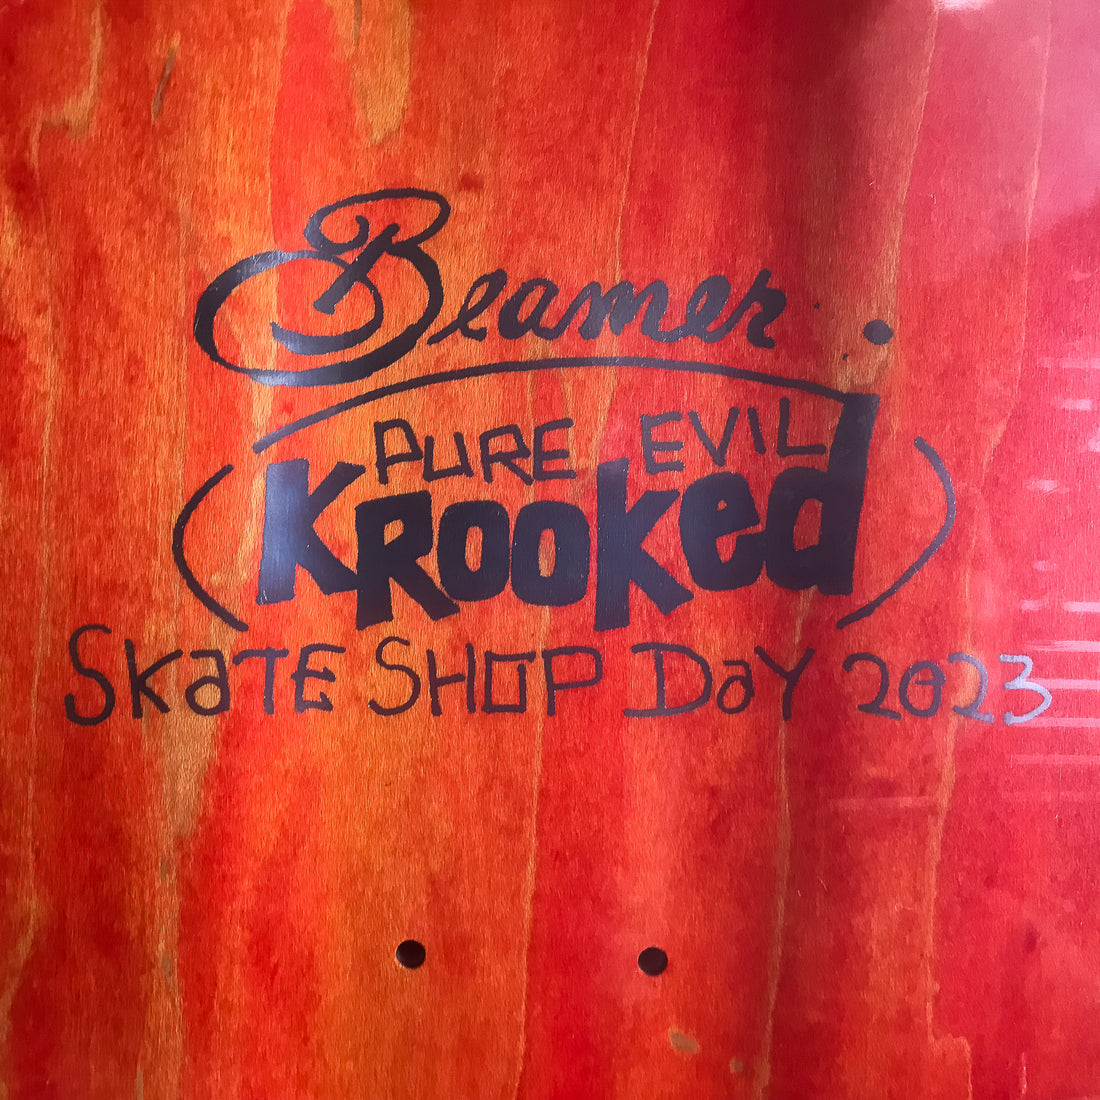 Beamer
PURE EVIL
KRooKed
SKaTE SHOP DaY 2023